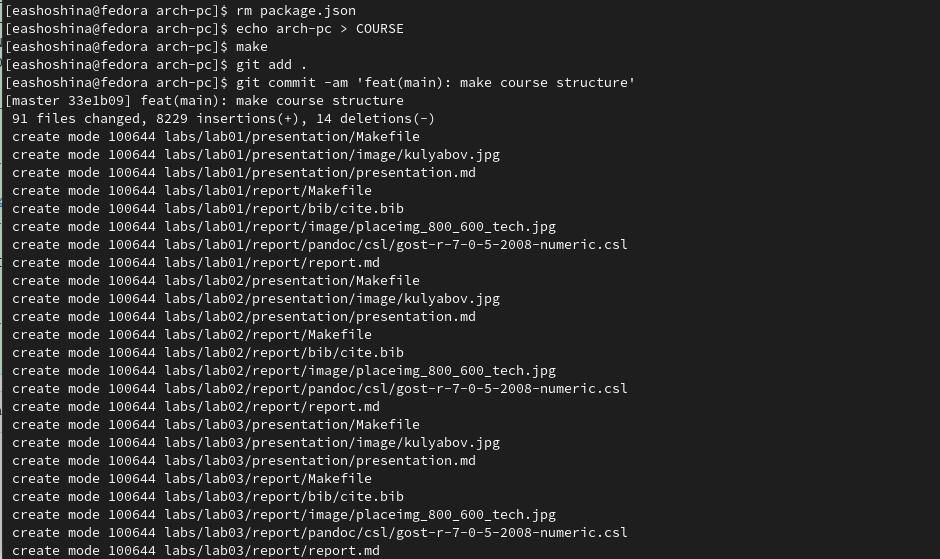 [eashoshina@fedora arch-pc]$ rm package.json
[eashoshina@fedora arch-pc]$ echo arch-pc > COURSE
[eashoshina@fedora arch-pc]$ make
[eashoshina@fedora arch-pc]$ git add .
[eashoshina@fedora arch-pc]$ git commit -am 'feat(main): make course structure'
[master 33e1b09] feat(main): make course structure
 91 files changed, 8229 insertions(+), 14 deletions(-)
 create mode 100644 labs/lab01/presentation/Makefile
 create mode 100644 labs/lab01/presentation/image/kulyabov.jpg
 create mode 100644 labs/lab01/presentation/presentation.md
 create mode 100644 labs/lab01/report/Makefile
 create mode 100644 labs/lab01/report/bib/cite.bib
 create mode 100644 labs/lab01/report/image/placeimg_800_600_tech.jpg
 create mode 100644 labs/lab01/report/pandoc/csl/gost-r-7-0-5-2008-numeric.csl
 create mode 100644 labs/lab01/report/report.md
 create mode 100644 labs/lab02/presentation/Makefile
 create mode 100644 labs/lab02/presentation/image/kulyabov.jpg
 create mode 100644 labs/lab02/presentation/presentation.md
 create mode 100644 labs/lab02/report/Makefile
 create mode 100644 labs/lab02/report/bib/cite.bib
 create mode 100644 labs/lab02/report/image/placeimg_800_600_tech.jpg
 create mode 100644 labs/lab02/report/pandoc/csl/gost-r-7-0-5-2008-numeric.csl
 create mode 100644 labs/lab02/report/report.md
 create mode 100644 labs/lab03/presentation/Makefile
 create mode 100644 labs/lab03/presentation/image/kulyabov.jpg
 create mode 100644 labs/lab03/presentation/presentation.md
 create mode 100644 labs/lab03/report/Makefile
 create mode 100644 labs/lab03/report/bib/cite.bib
 create mode 100644 labs/lab03/report/image/placeimg_800_600_tech.jpg
 create mode 100644 labs/lab03/report/pandoc/csl/gost-r-7-0-5-2008-numeric.csl
 create mode 100644 labs/lab03/report/report.md